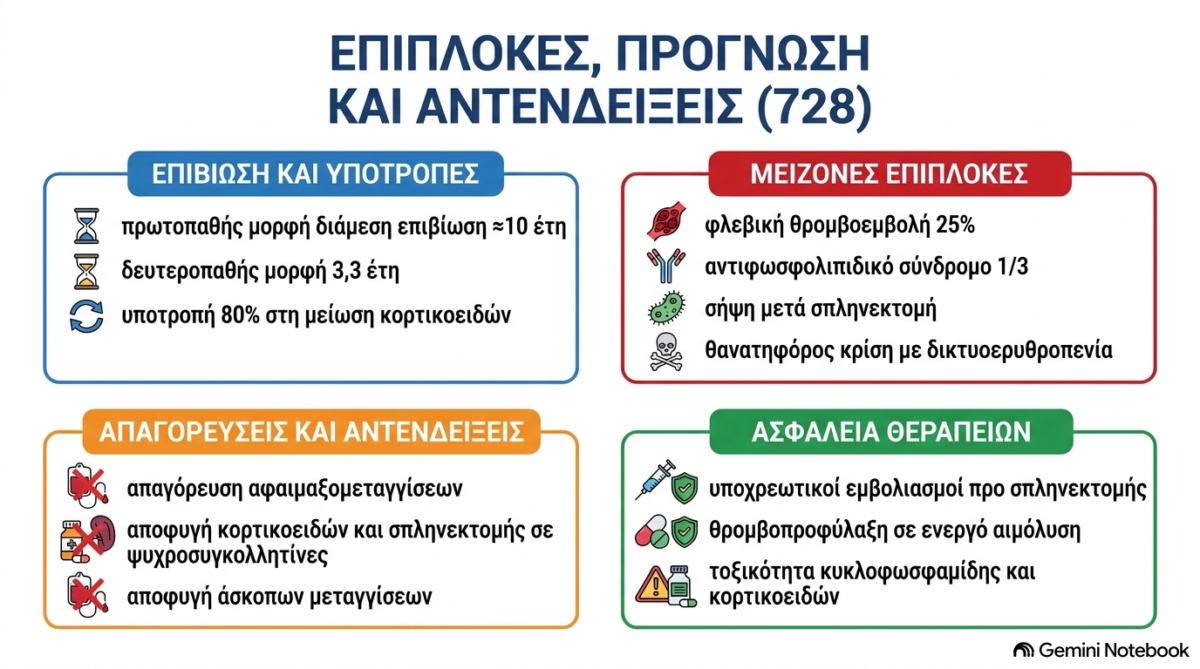 ΕΠΙΠΛΟΚΕΣ, ΠΡΟΓΝΩΣΗ
ΚΑΙ ΑΝΤΕΝΔΕΙΞΕΙΣ (728)
ΕΠΙΒΙΩΣΗ ΚΑΙ ΥΠΟΤΡΟΠΕΣ
πρωτοπαθής μορφή διάμεση επιβίωση ≈10 έτη
δευτεροπαθής μορφή 3,3 έτη
υποτροπή 80% στη μείωση κορτικοειδών
ΜΕΙΖΟΝΕΣ ΕΠΙΠΛΟΚΕΣ
φλεβική θρομβοεμβολή 25%
αντιφωσφολιπιδικό σύνδρομο 1/3
σήψη μετά σπληνεκτομή
θανατηφόρος κρίση με δικτυοερυθροπενία
ΑΠΑΓΟΡΕΥΣΕΙΣ ΚΑΙ ΑΝΤΕΝΔΕΙΞΕΙΣ
απαγόρευση αφαιμαξομεταγγίσεων
αποφυγή κορτικοειδών και σπληνεκτομής σε
ψυχροσυγκολλητίνες
αποφυγή άσκοπων μεταγγίσεων
ΑΣΦΑΛΕΙΑ ΘΕΡΑΠΕΙΩΝ
υποχρεωτικοί εμβολιασμοί προ σπληνεκτομής
θρομβοπροφύλαξη σε ενεργό αιμόλυση
τοξικότητα κυκλοφωσφαμίδης και
κορτικοειδών
Gemini Notebook